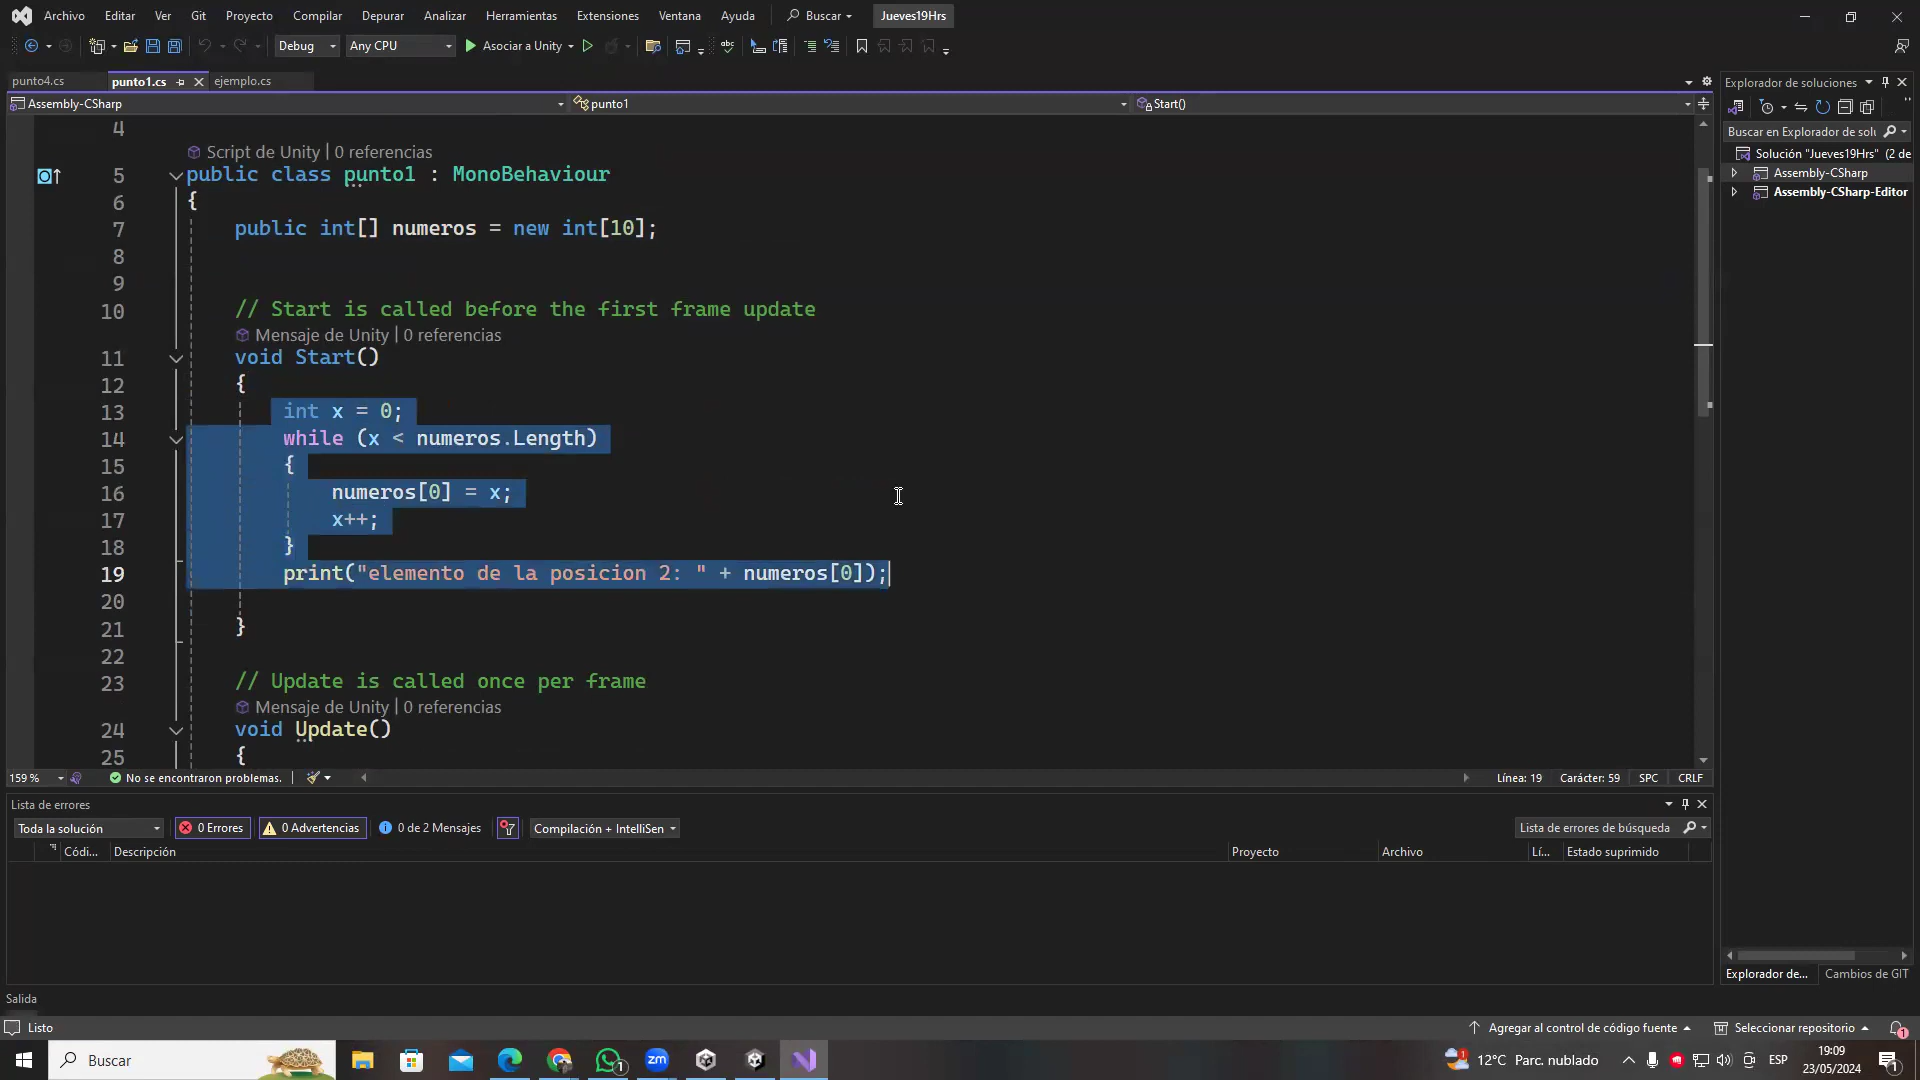 Archivo Editar Ver Git Proyecto Compilar Depurar Analizar Herramientas Extensiones Ventana Ayuda Buscar Jueves19Hrs
Debug Any CPU Asociar a Unity
punto4.cs punto1.cs ejemplo.cs
Assembly-CSharp punto1 Start()
4
Script de Unity | 0 referencias
5 public class punto1 : MonoBehaviour
6 {
7 public int[] numeros = new int[10];
8
9
10 // Start is called before the first frame update
Mensaje de Unity | 0 referencias
11 void Start()
12 {
13 int x = 0;
14 while (x < numeros.Length)
15 {
16 numeros[0] = x;
17 x++;
18 }
19 print("elemento de la posicion 2: " + numeros[0]);
20
21 }
22
23 // Update is called once per frame
Mensaje de Unity | 0 referencias
24 void Update()
25 {
159 % No se encontraron problemas. Línea: 19 Carácter: 59 SPC CRLF
Explorador de soluciones
Buscar en Explorador de solu
Solución "Jueves19Hrs" (2 de
Assembly-CSharp
Assembly-CSharp-Editor
Explorador de... Cambios de GIT
Lista de errores
Toda la solución 0 Errores 0 Advertencias 0 de 2 Mensajes Compilación + IntelliSen Lista de errores de búsqueda
Códi... Descripción Proyecto Archivo Lí... Estado suprimido
Salida
Listo Agregar al control de código fuente Seleccionar repositorio 1
Buscar 1 zm 1 12°C Parc. nublado ESP 19:09 1
23/05/2024